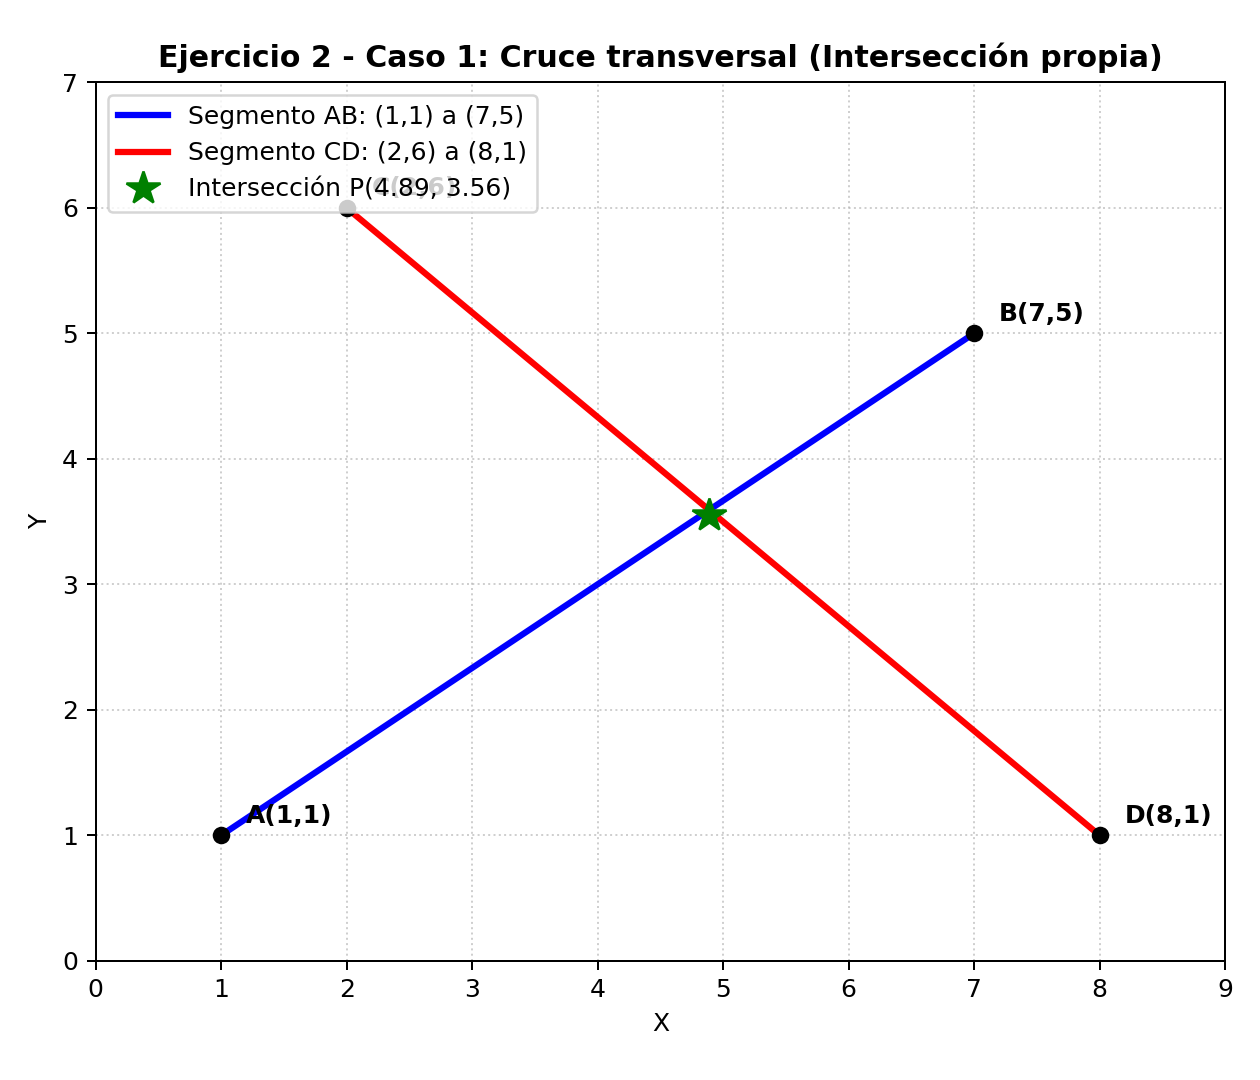 Ejercicio 2 - Caso 1: Cruce transversal (Intersección propia)
7
Segmento AB: (1,1) a (7,5)
Segmento CD: (2,6) a (8,1)
Intersección P(4.89, 3.56)
6
B(7,5)
5
4
Y
3
2
A(1,1)
D(8,1)
1
0
0 1 2 3 4 5 6 7 8 9
X